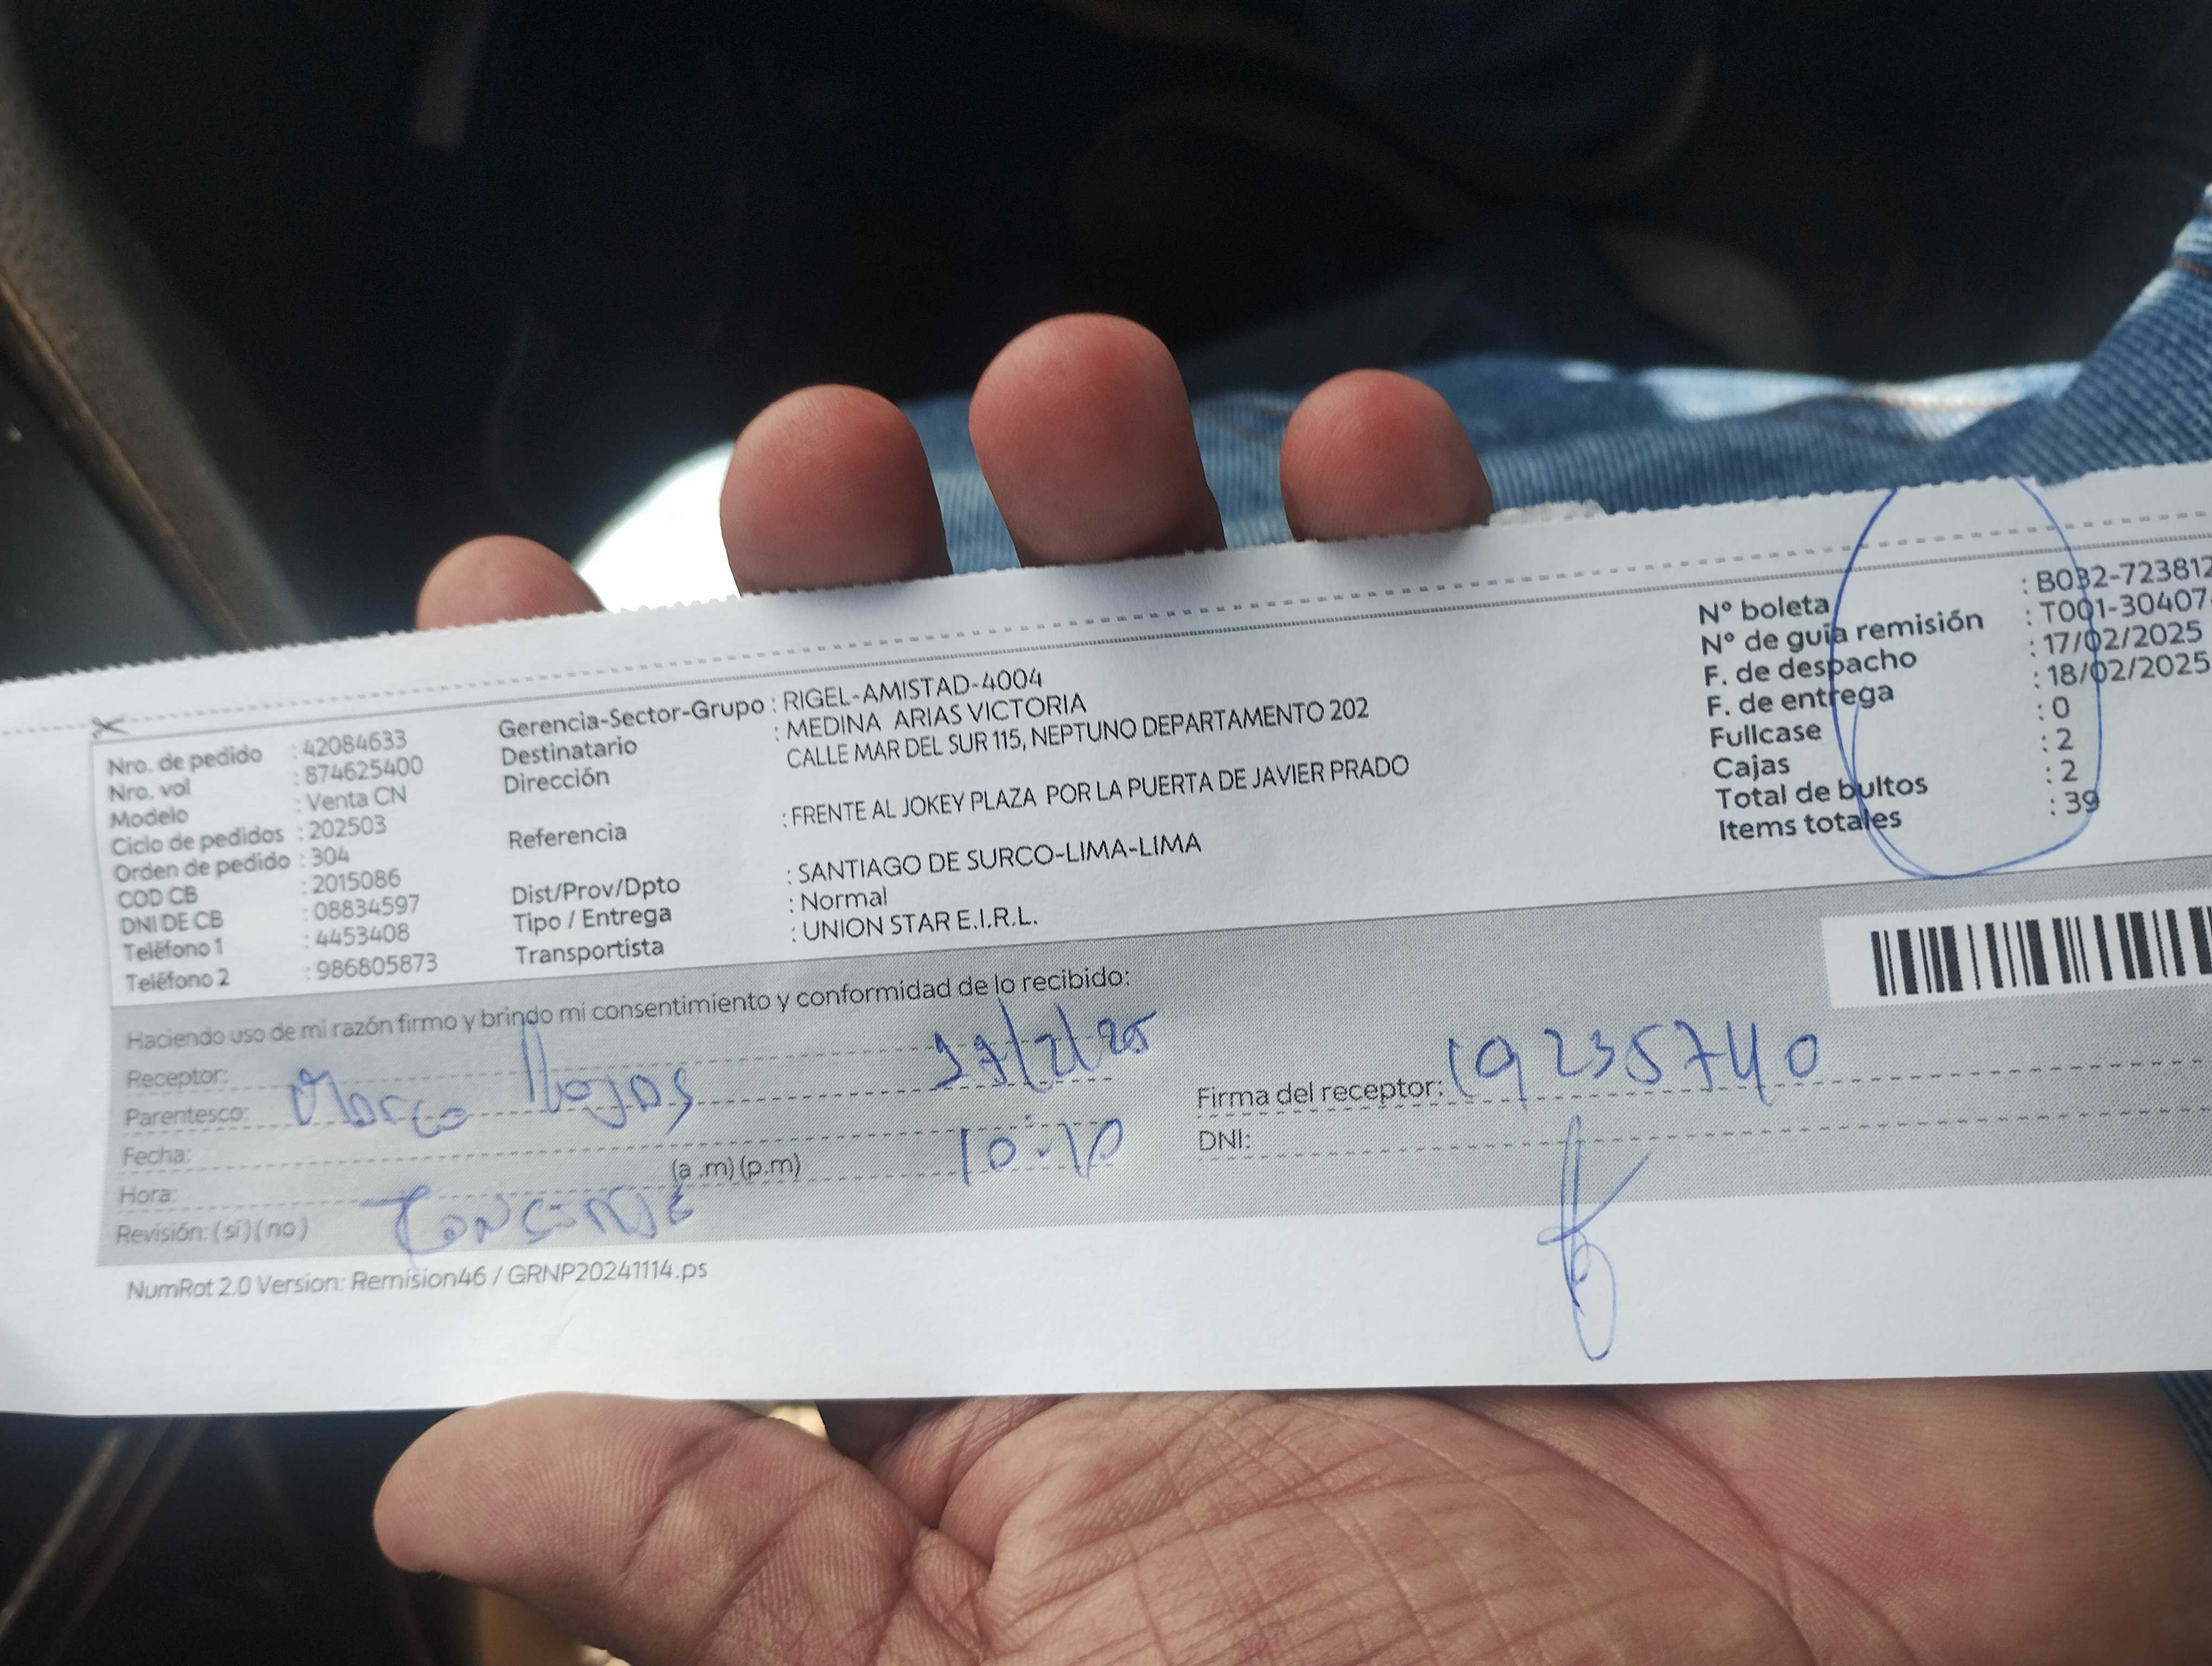 Nro. de pedido : 42084633
Nro. vol : 874625400
Modelo : Venta CN
Ciclo de pedidos : 202503
Orden de pedido : 304
COD CB : 2015086
DNI DE CB : 08834597
Teléfono 1 : 4453408
Teléfono 2 : 986805873
Gerencia-Sector-Grupo : RIGEL-AMISTAD-4004
Destinatario : MEDINA ARIAS VICTORIA
Dirección CALLE MAR DEL SUR 115, NEPTUNO DEPARTAMENTO 202
Referencia : FRENTE AL JOKEY PLAZA POR LA PUERTA DE JAVIER PRADO
Dist/Prov/Dpto : SANTIAGO DE SURCO-LIMA-LIMA
Tipo / Entrega : Normal
Transportista : UNION STAR E.I.R.L.
N° boleta : B032-723812
N° de guía remisión : T001-30407
F. de despacho : 17/02/2025
F. de entrega : 18/02/2025
Fullcase : 0
Cajas : 2
Total de bultos : 2
Items totales : 39
Haciendo uso de mi razón firmo y brindo mi consentimiento y conformidad de lo recibido:
Receptor:
Parentesco: Marco Rojas
Fecha:
Hora: (a .m) (p.m)
Revisión: (si) (no) Conserje
/2/25
10:10
Firma del receptor: 19235740
DNI:
NumRot 2.0 Version: Remision46 / GRNP20241114.ps